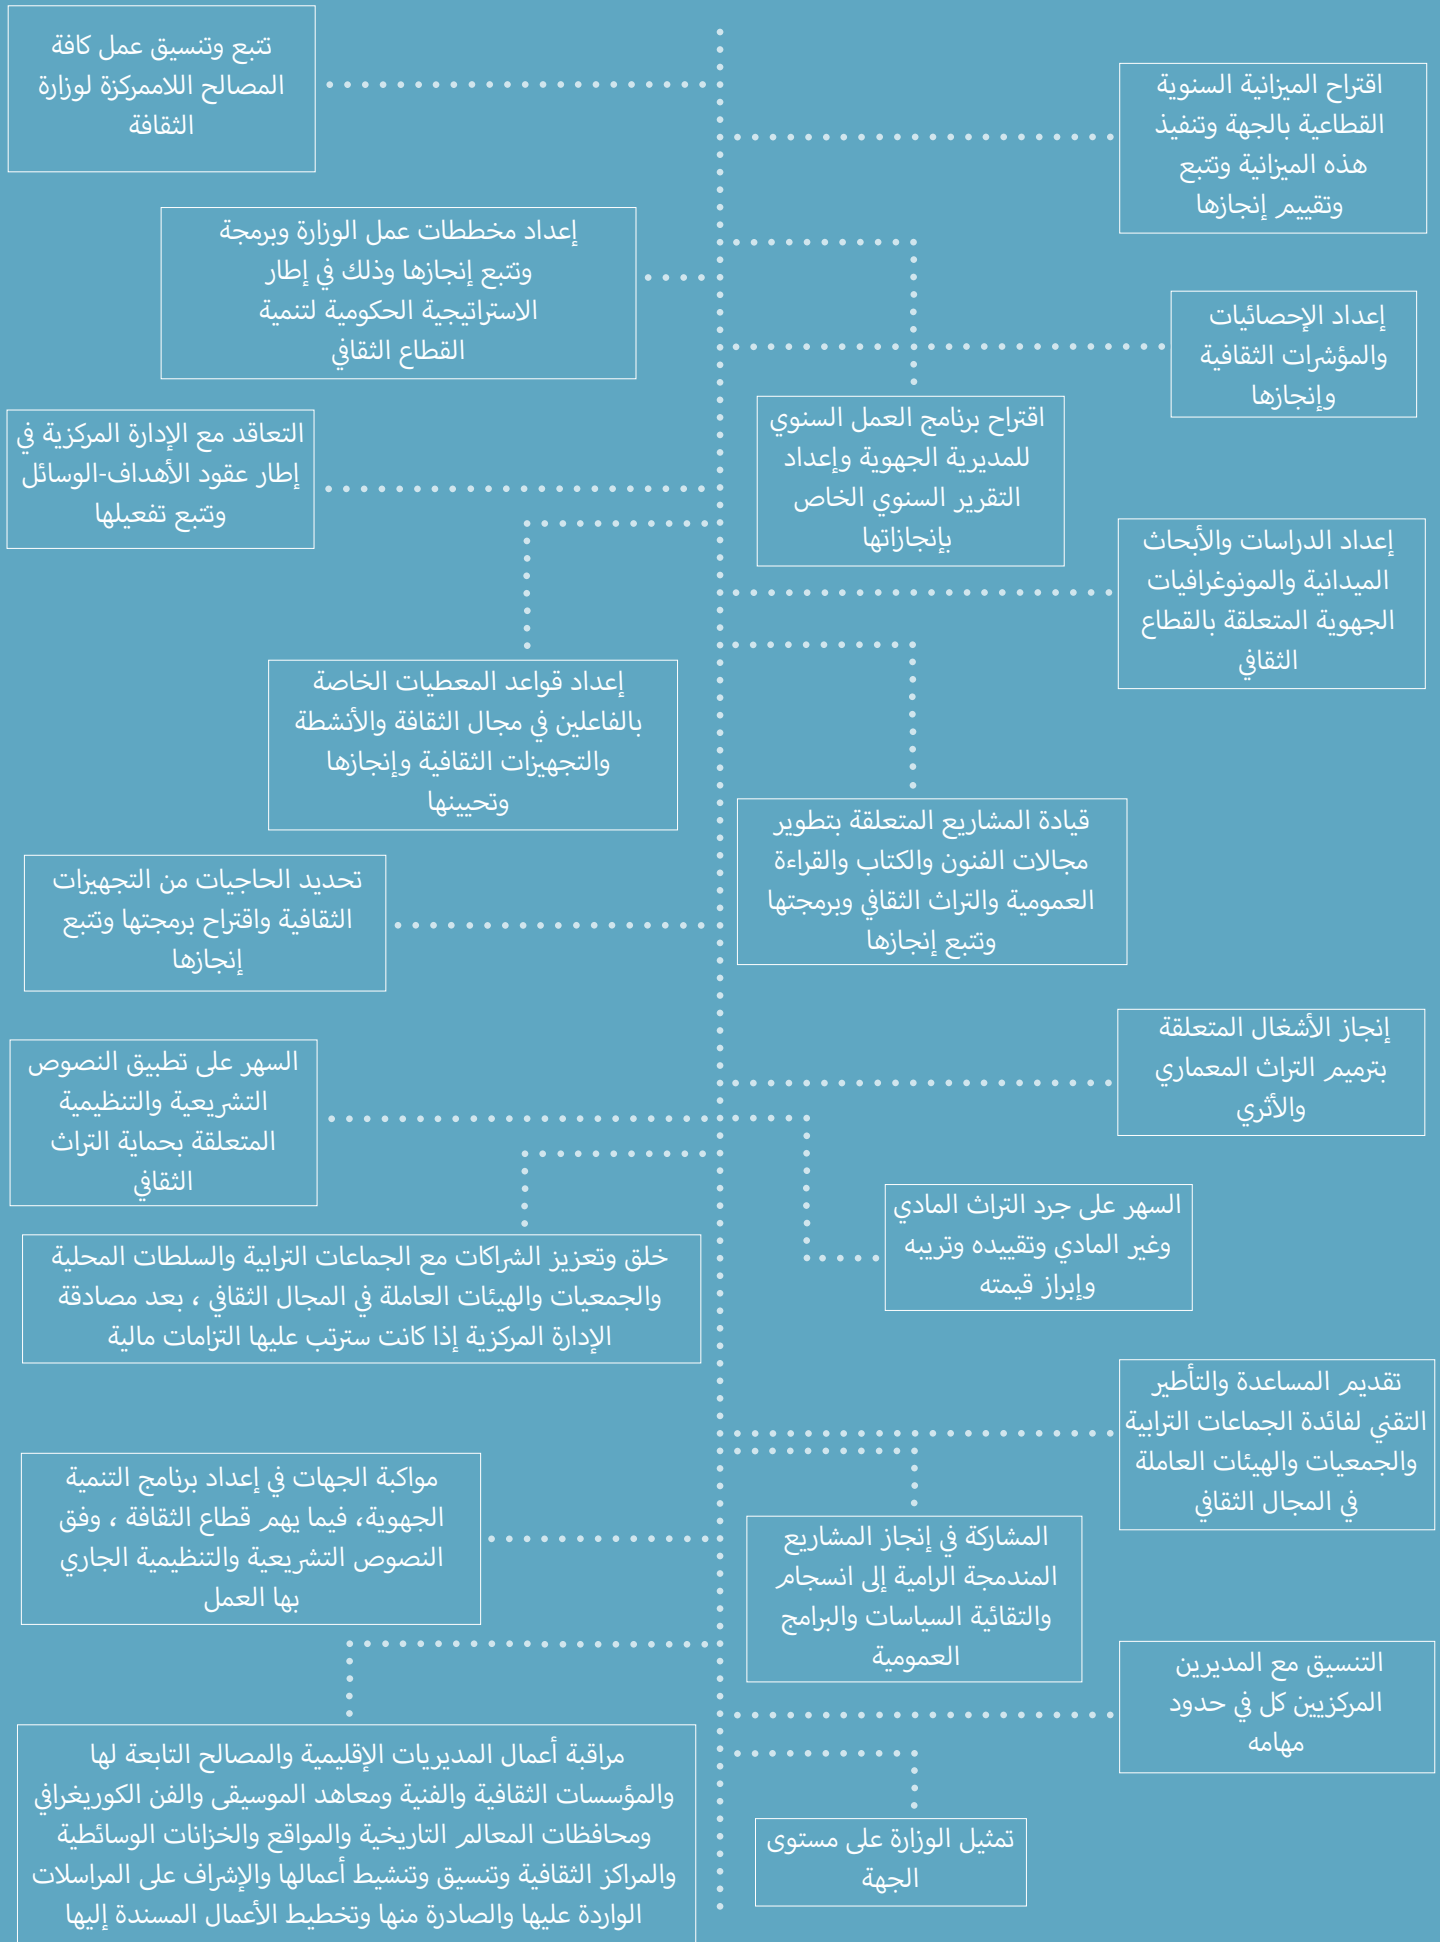 تتبع وتنسيق عمل كافة
المصالح اللاممركزة لوزارة
الثقافة
اقتراح الميزانية السنوية
القطاعية بالجهة وتنفيذ
هذه الميزانية وتتبع
وتقييم إنجازها
إعداد مخططات عمل الوزارة وبرمجة
وتتبع إنجازها وذلك في إطار
الاستراتيجية الحكومية لتنمية
القطاع الثقافي
إعداد الإحصائيات
والمؤشرات الثقافية
وإنجازها
اقتراح برنامج العمل السنوي
للمديرية الجهوية وإعداد
التقرير السنوي الخاص
بإنجازاتها
التعاقد مع الإدارة المركزية في
إطار عقود الأهداف-الوسائل
وتتبع تفعيلها
إعداد الدراسات والأبحاث
الميدانية والمونوغرافيات
الجهوية المتعلقة بالقطاع
الثقافي
إعداد قواعد المعطيات الخاصة
بالفاعلين في مجال الثقافة والأنشطة
والتجهيزات الثقافية وإنجازها
وتحيينها
قيادة المشاريع المتعلقة بتطوير
مجالات الفنون والكتاب والقراءة
العمومية والتراث الثقافي وبرمجتها
وتتبع إنجازها
تحديد الحاجيات من التجهيزات
الثقافية واقتراح برمجتها وتتبع
إنجازها
إنجاز الأشغال المتعلقة
بترميم التراث المعماري
والأثري
السهر على تطبيق النصوص
التشريعية والتنظيمية
المتعلقة بحماية التراث
الثقافي
السهر على جرد التراث المادي
وغير المادي وتقييده وتريبه
وإبراز قيمته
خلق وتعزيز الشراكات مع الجماعات الترابية والسلطات المحلية
والجمعيات والهيئات العاملة في المجال الثقافي ، بعد مصادقة
الإدارة المركزية إذا كانت سترتب عليها التزامات مالية
تقديم المساعدة والتأطير
التقني لفائدة الجماعات الترابية
والجمعيات والهيئات العاملة
في المجال الثقافي
مواكبة الجهات في إعداد برنامج التنمية
الجهوية، فيما يهم قطاع الثقافة ، وفق
النصوص التشريعية والتنظيمية الجاري
بها العمل
المشاركة في إنجاز المشاريع
المندمجة الرامية إلى انسجام
والتقائية السياسات والبرامج
العمومية
التنسيق مع المديرين
المركزيين كل في حدود
مهامه
مراقبة أعمال المديريات الإقليمية والمصالح التابعة لها
والمؤسسات الثقافية والفنية ومعاهد الموسيقى والفن الكوريغرافي
ومحافظات المعالم التاريخية والمواقع والخزانات الوسائطية
والمراكز الثقافية وتنسيق وتنشيط أعمالها والإشراف على المراسلات
الواردة عليها والصادرة منها وتخطيط الأعمال المسندة إليها
تمثيل الوزارة على مستوى
الجهة